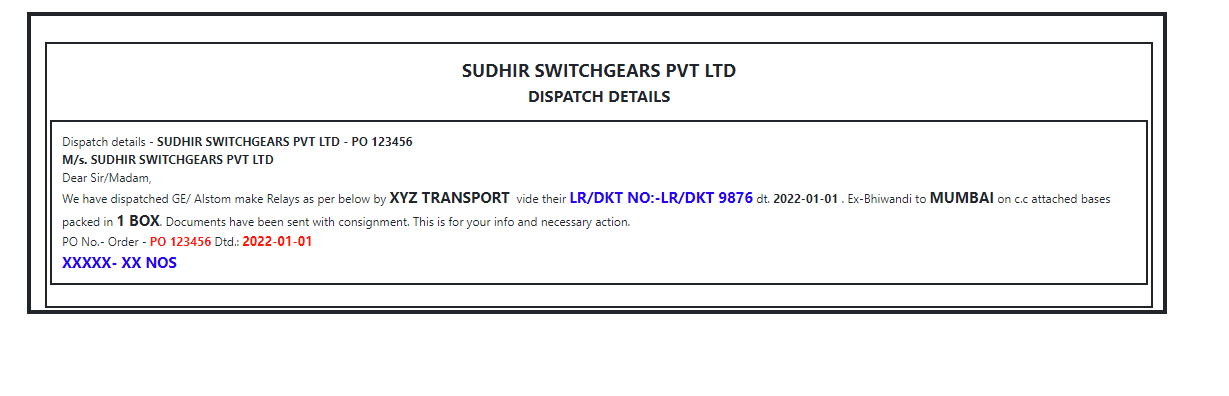 SUDHIR SWITCHGEARS PVT LTD
DISPATCH DETAILS
Dispatch details - SUDHIR SWITCHGEARS PVT LTD - PO 123456
M/s. SUDHIR SWITCHGEARS PVT LTD
Dear Sir/Madam,
We have dispatched GE/ Alstom make Relays as per below by XYZ TRANSPORT vide their LR/DKT NO:-LR/DKT 9876 dt. 2022-01-01 . Ex-Bhiwandi to MUMBAI on c.c attached bases
packed in 1 BOX. Documents have been sent with consignment. This is for your info and necessary action.
PO No.- Order - PO 123456 Dtd.: 2022-01-01
XXXXX- XX NOS